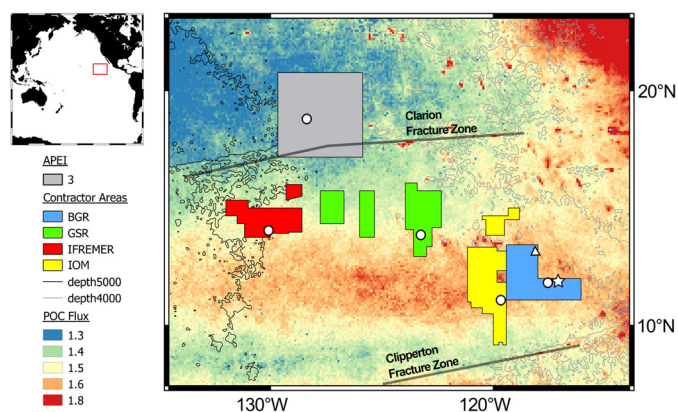 APEI
3
Contractor Areas
BGR
GSR
IFREMER
IOM
depth5000
depth4000
POC Flux
1.3
1.4
1.5
1.6
1.8
Clarion
Fracture Zone
Clipperton
Fracture Zone
20°N
10°N
130°W
120°W